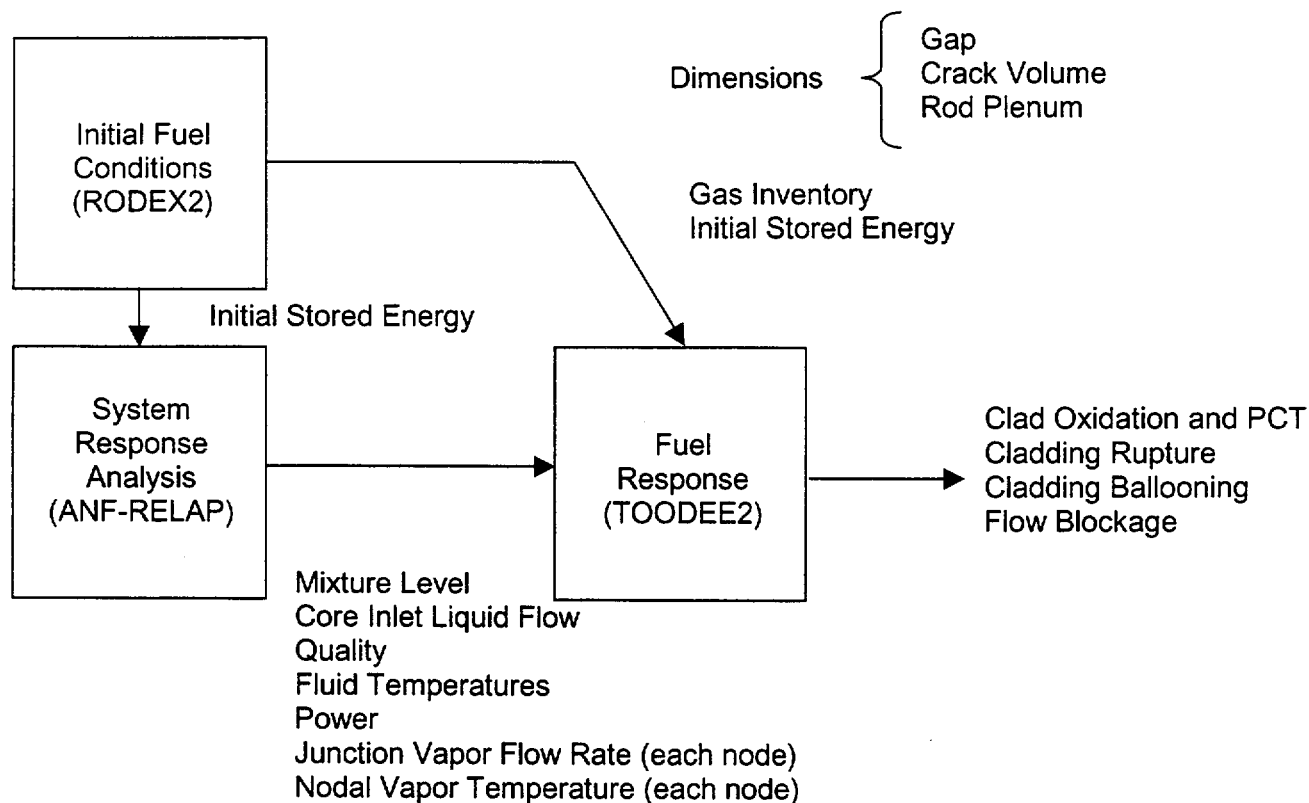 Initial Fuel
Conditions
(RODEX2)
Dimensions
Gap
Crack Volume
Rod Plenum
Gas Inventory
Initial Stored Energy
Initial Stored Energy
System
Response
Analysis
(ANF-RELAP)
Fuel
Response
(TOODEE2)
Clad Oxidation and PCT
Cladding Rupture
Cladding Ballooning
Flow Blockage
Mixture Level
Core Inlet Liquid Flow
Quality
Fluid Temperatures
Power
Junction Vapor Flow Rate (each node)
Nodal Vapor Temperature (each node)